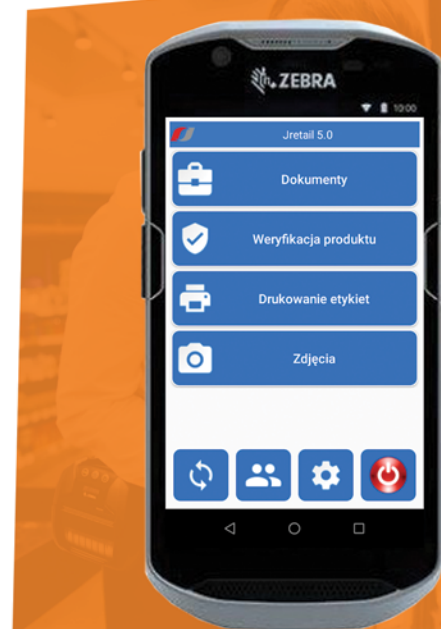 ZEBRA
10:00
Jretail 5.0
Dokumenty
Weryfikacja produktu
Drukowanie etykiet
Zdjęcia